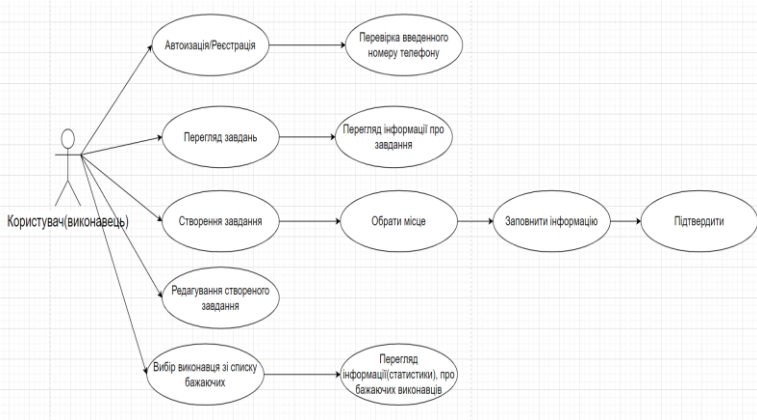 Автоизація/Реєстрація
Перевірка введенного
номеру телефону
Перегляд завдань
Перегляд інформації про
завдання
Користувач(виконавець)
Створення завдання
Обрати місце
Заповнити інформацію
Підтвердити
Редагування створеного
завдання
Вибір виконавця зі списку
бажаючих
Перегляд
інформації(статистики), про
бажаючих виконавців